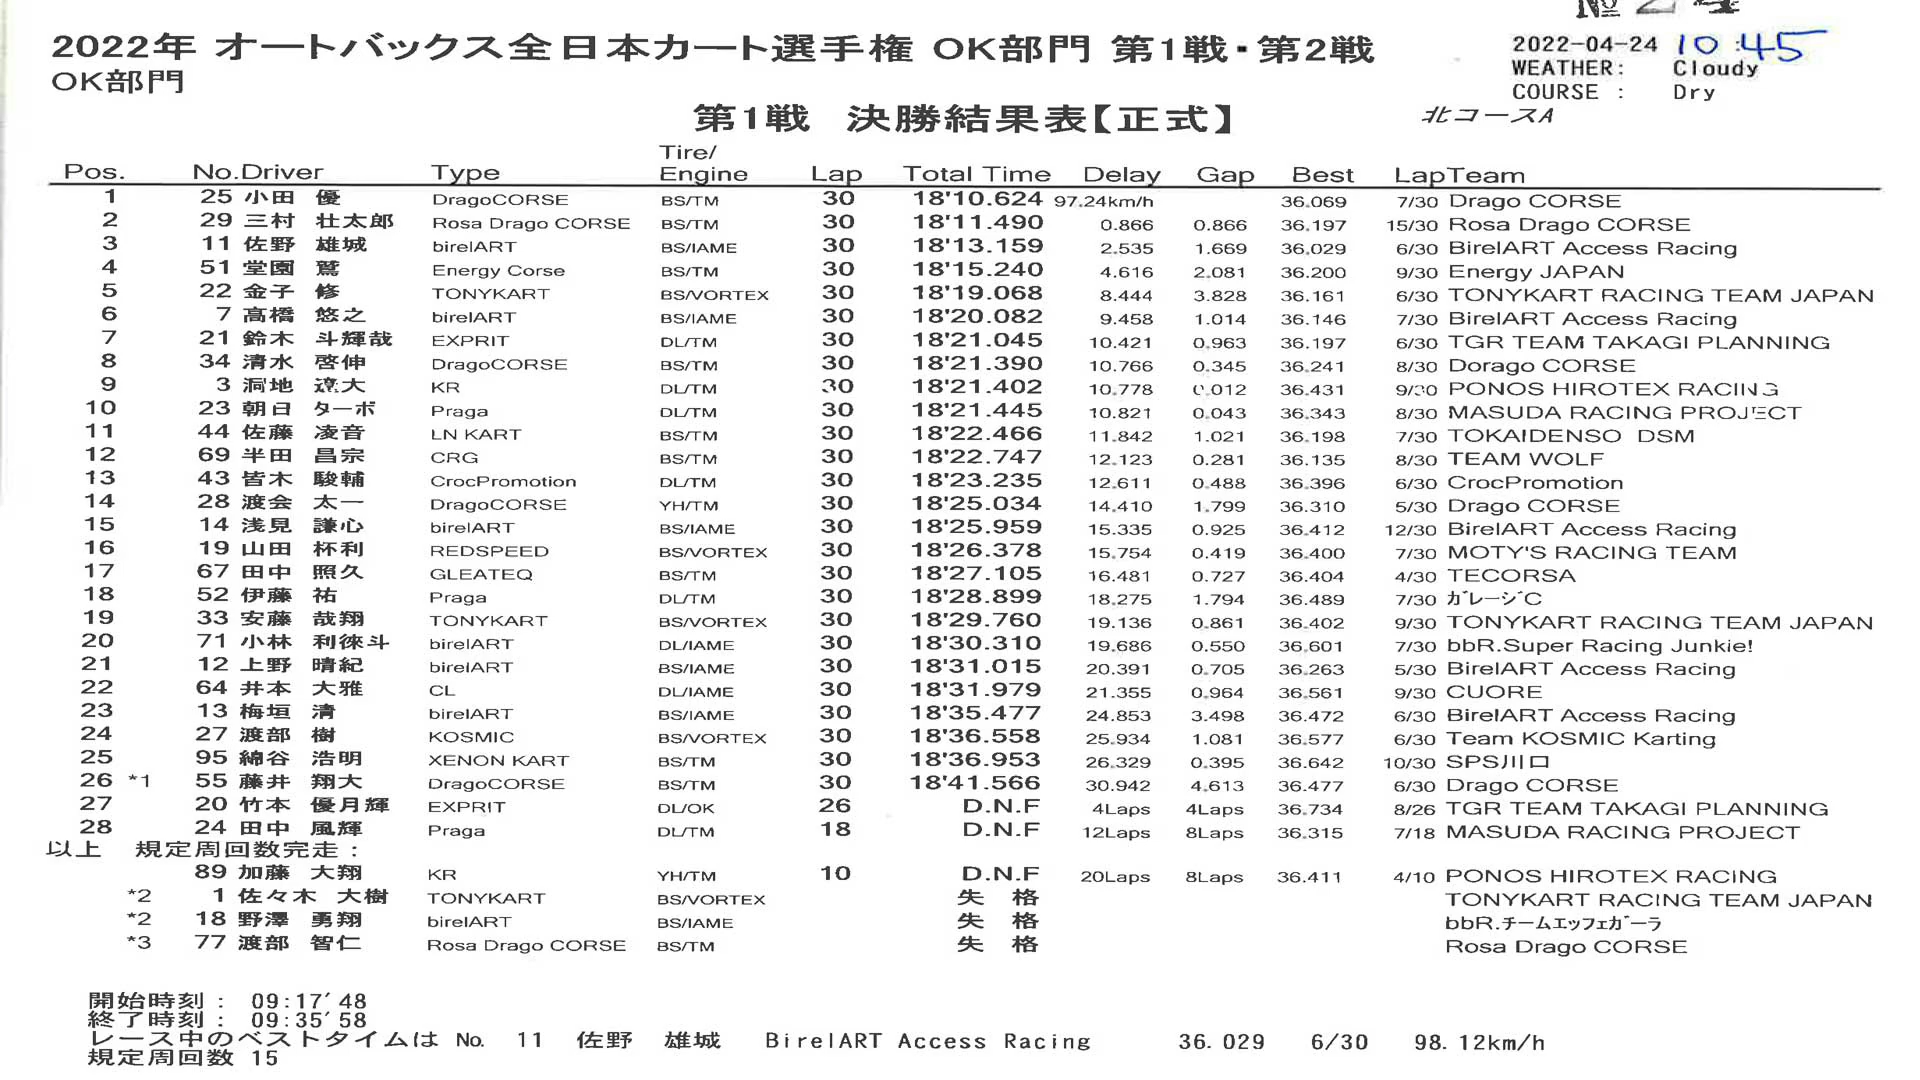 № 24
2022年 オートバックス全日本カート選手権 OK部門 第1戦・第2戦
2022-04-24 10:45
OK部門
WEATHER: Cloudy
COURSE : Dry
第1戦 決勝結果表【正式】
北コースA
Pos. No. Driver Type Tire/Engine Lap Total Time Delay Gap Best Lap Team
1 25 小田 優 DragoCORSE BS/TM 30 18'10.624 97.24km/h 36.069 7/30 Drago CORSE
2 29 三村 壮太郎 Rosa Drago CORSE BS/TM 30 18'11.490 0.866 0.866 36.197 15/30 Rosa Drago CORSE
3 11 佐野 雄城 birelART BS/IAME 30 18'13.159 2.535 1.669 36.029 6/30 BirelART Access Racing
4 51 堂園 鷲 Energy Corse BS/TM 30 18'15.240 4.616 2.081 36.200 9/30 Energy JAPAN
5 22 金子 修 TONYKART BS/VORTEX 30 18'19.068 8.444 3.828 36.161 6/30 TONYKART RACING TEAM JAPAN
6 7 高橋 悠之 birelART BS/IAME 30 18'20.082 9.458 1.014 36.146 7/30 BirelART Access Racing
7 21 鈴木 斗輝哉 EXPRIT DL/TM 30 18'21.045 10.421 0.963 36.197 6/30 TGR TEAM TAKAGI PLANNING
8 34 清水 啓伸 DragoCORSE BS/TM 30 18'21.390 10.766 0.345 36.241 8/30 Dorago CORSE
9 3 洞地 遼大 KR DL/TM 30 18'21.402 10.778 0.012 36.431 9/30 PONOS HIROTEX RACING
10 23 朝日 ターボ Praga DL/TM 30 18'21.445 10.821 0.043 36.343 8/30 MASUDA RACING PROJECT
11 44 佐藤 凌音 LN KART BS/TM 30 18'22.466 11.842 1.021 36.198 7/30 TOKAIDENSO DSM
12 69 半田 昌宗 CRG BS/TM 30 18'22.747 12.123 0.281 36.135 8/30 TEAM WOLF
13 43 皆木 駿輔 CrocPromotion DL/TM 30 18'23.235 12.611 0.488 36.396 6/30 CrocPromotion
14 28 渡会 太一 DragoCORSE YH/TM 30 18'25.034 14.410 1.799 36.310 5/30 Drago CORSE
15 14 浅見 謙心 birelART BS/IAME 30 18'25.959 15.335 0.925 36.412 12/30 BirelART Access Racing
16 19 山田 杯利 REDSPEED BS/VORTEX 30 18'26.378 15.754 0.419 36.400 7/30 MOTY'S RACING TEAM
17 67 田中 照久 GLEATEQ BS/TM 30 18'27.105 16.481 0.727 36.404 4/30 TECORSA
18 52 伊藤 祐 Praga DL/TM 30 18'28.899 18.275 1.794 36.489 7/30 ガレージC
19 33 安藤 哉翔 TONYKART BS/VORTEX 30 18'29.760 19.136 0.861 36.402 9/30 TONYKART RACING TEAM JAPAN
20 71 小林 利徠斗 birelART DL/IAME 30 18'30.310 19.686 0.550 36.601 7/30 bbR.Super Racing Junkie!
21 12 上野 晴紀 birelART BS/IAME 30 18'31.015 20.391 0.705 36.263 5/30 BirelART Access Racing
22 64 井本 大雅 CL DL/IAME 30 18'31.979 21.355 0.964 36.561 9/30 CUORE
23 13 梅垣 清 birelART BS/IAME 30 18'35.477 24.853 3.498 36.472 6/30 BirelART Access Racing
24 27 渡部 樹 KOSMIC BS/VORTEX 30 18'36.558 25.934 1.081 36.577 6/30 Team KOSMIC Karting
25 95 綿谷 浩明 XENON KART BS/TM 30 18'36.953 26.329 0.395 36.642 10/30 SPS川口
26 *1 55 藤井 翔大 DragoCORSE BS/TM 30 18'41.566 30.942 4.613 36.477 6/30 Drago CORSE
27 20 竹本 優月輝 EXPRIT DL/OK 26 D.N.F 4Laps 4Laps 36.734 8/26 TGR TEAM TAKAGI PLANNING
28 24 田中 風輝 Praga DL/TM 18 D.N.F 12Laps 8Laps 36.315 7/18 MASUDA RACING PROJECT
以上 規定周回数完走 :
89 加藤 大翔 KR YH/TM 10 D.N.F 20Laps 8Laps 36.411 4/10 PONOS HIROTEX RACING
*2 1 佐々木 大樹 TONYKART BS/VORTEX 失 格 TONYKART RACING TEAM JAPAN
*2 18 野澤 勇翔 birelART BS/IAME 失 格 bbR.チームエッフェガーラ
*3 77 渡部 智仁 Rosa Drago CORSE BS/TM 失 格 Rosa Drago CORSE
開始時刻 : 09:17'48
終了時刻 : 09:35'58
レース中のベストタイムは No. 11 佐野 雄城 BirelART Access Racing 36.029 6/30 98.12km/h
規定周回数 15